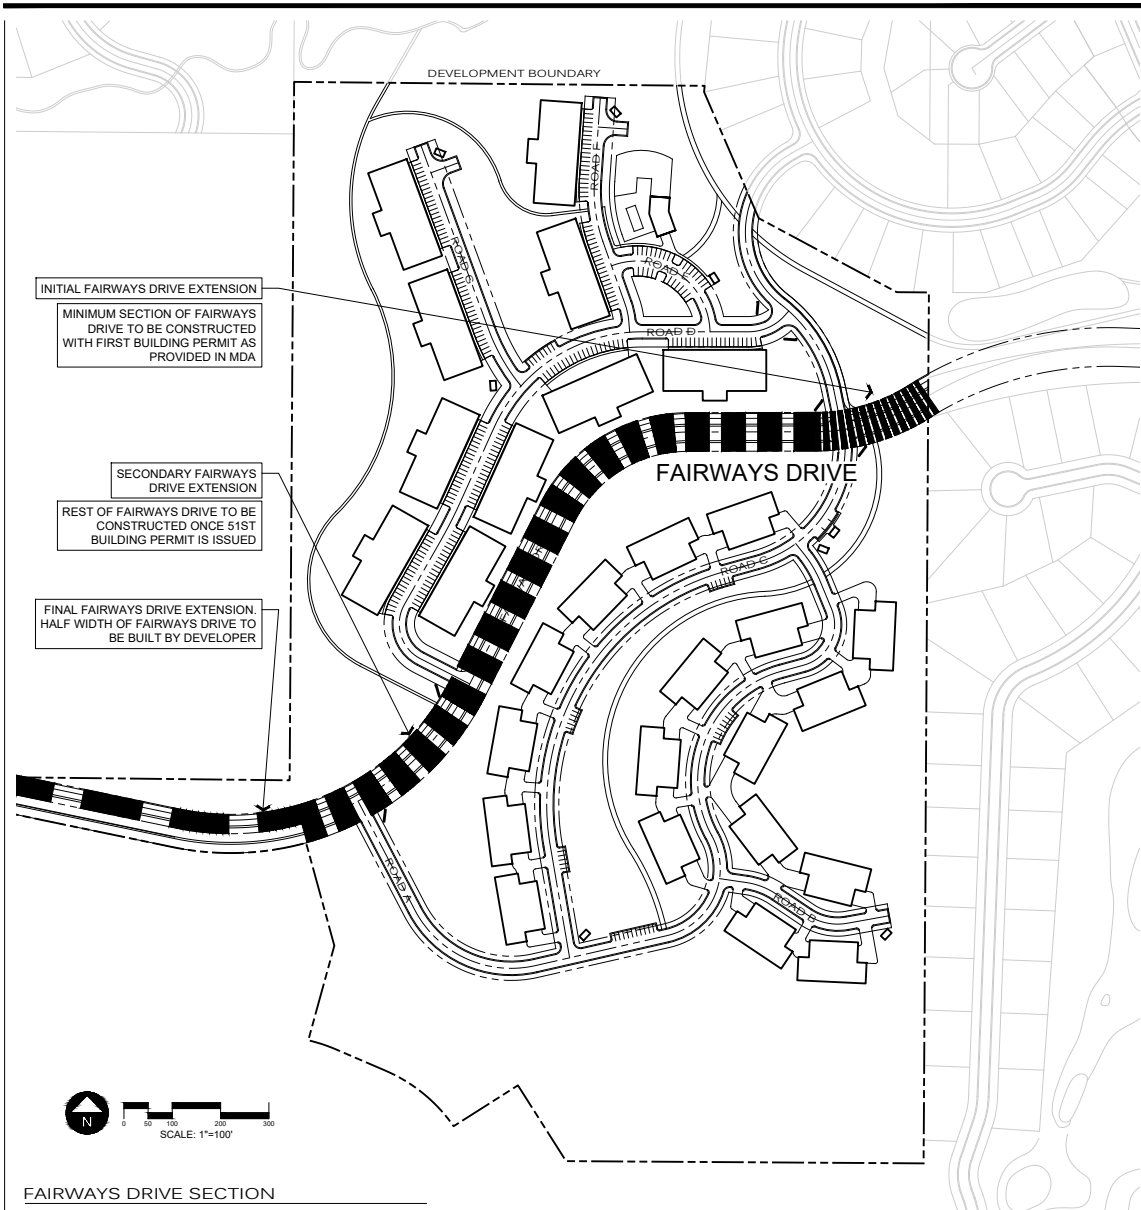 DEVELOPMENT BOUNDARY
ROAD F
ROAD G
ROAD E
ROAD D
INITIAL FAIRWAYS DRIVE EXTENSION
MINIMUM SECTION OF FAIRWAYS
DRIVE TO BE CONSTRUCTED
WITH FIRST BUILDING PERMIT AS
PROVIDED IN MDA
SECONDARY FAIRWAYS
DRIVE EXTENSION
REST OF FAIRWAYS DRIVE TO BE
CONSTRUCTED ONCE 51ST
BUILDING PERMIT IS ISSUED
FAIRWAYS DRIVE
ROAD C
FINAL FAIRWAYS DRIVE EXTENSION.
HALF WIDTH OF FAIRWAYS DRIVE TO
BE BUILT BY DEVELOPER
ROAD A
ROAD B
N
0 50 100 200 300
SCALE: 1"=100'
FAIRWAYS DRIVE SECTION